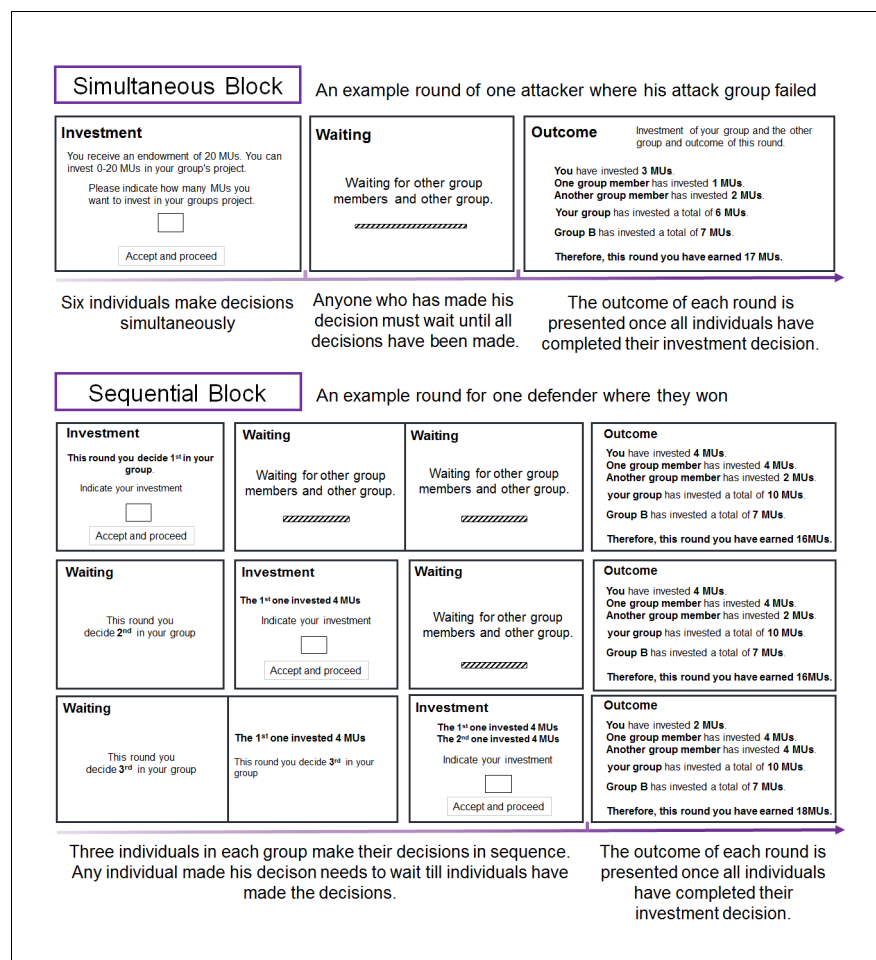 Simultaneous Block
An example round of one attacker where his attack group failed
Investment
You receive an endowment of 20 MUs. You can
invest 0-20 MUs in your group's project.
Please indicate how many MUs you
want to invest in your groups project.
Accept and proceed
Waiting
Waiting for other group
members and other group.
Outcome
Investment of your group and the other
group and outcome of this round.
You have invested 3 MUs.
One group member has invested 1 MUs.
Another group member has invested 2 MUs.
Your group has invested a total of 6 MUs.
Group B has invested a total of 7 MUs.
Therefore, this round you have earned 17 MUs.
Six individuals make decisions
simultaneously
Anyone who has made his
decision must wait until all
decisions have been made.
The outcome of each round is
presented once all individuals have
completed their investment decision.
Sequential Block
An example round for one defender where they won
Investment
This round you decide 1st in your
group.
Indicate your investment
Accept and proceed
Waiting
Waiting for other group
members and other group.
Waiting
Waiting for other group
members and other group.
Outcome
You have invested 4 MUs.
One group member has invested 4 MUs.
Another group member has invested 2 MUs.
your group has invested a total of 10 MUs.
Group B has invested a total of 7 MUs.
Therefore, this round you have earned 16MUs.
Waiting
This round you
decide 2nd in your group
Investment
The 1st one invested 4 MUs
Indicate your investment
Accept and proceed
Waiting
Waiting for other group
members and other group.
Outcome
You have invested 4 MUs.
One group member has invested 4 MUs.
Another group member has invested 2 MUs.
your group has invested a total of 10 MUs.
Group B has invested a total of 7 MUs.
Therefore, this round you have earned 16MUs.
Waiting
This round you
decide 3rd in your group
The 1st one invested 4 MUs
This round you decide 3rd in your
group
Investment
The 1st one invested 4 MUs
The 2nd one invested 4 MUs
Indicate your investment
Accept and proceed
Outcome
You have invested 2 MUs.
One group member has invested 4 MUs.
Another group member has invested 4 MUs.
your group has invested a total of 10 MUs.
Group B has invested a total of 7 MUs.
Therefore, this round you have earned 18MUs.
Three individuals in each group make their decisions in sequence.
Any individual made his decison needs to wait till individuals have
made the decisions.
The outcome of each round is
presented once all individuals
have completed their
investment decision.